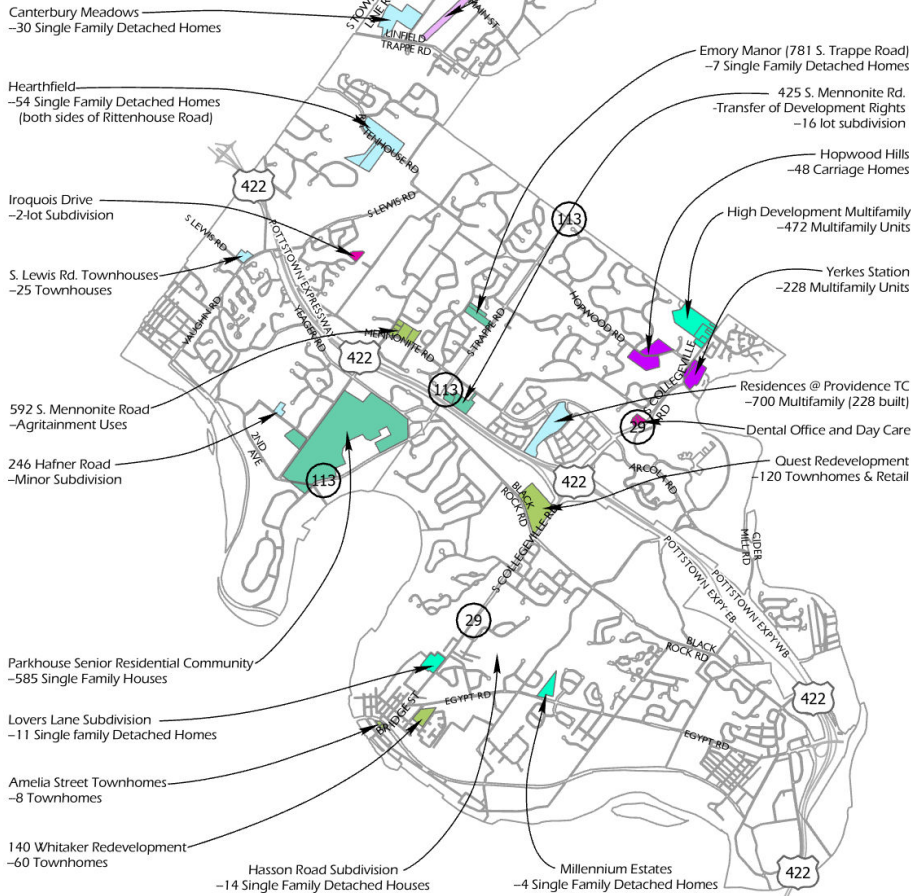 Canterbury Meadows
–30 Single Family Detached Homes
Hearthfield
–54 Single Family Detached Homes
(both sides of Rittenhouse Road)
Iroquois Drive
–2-lot Subdivision
S. Lewis Rd. Townhouses
–25 Townhouses
592 S. Mennonite Road
–Agritainment Uses
246 Hafner Road
–Minor Subdivision
Parkhouse Senior Residential Community
–585 Single Family Houses
Lovers Lane Subdivision
–11 Single family Detached Homes
Amelia Street Townhomes
–8 Townhomes
140 Whitaker Redevelopment
–60 Townhomes
Hasson Road Subdivision
–14 Single Family Detached Houses
Millennium Estates
–4 Single Family Detached Homes
Emory Manor (781 S. Trappe Road)
–7 Single Family Detached Homes
425 S. Mennonite Rd.
-Transfer of Development Rights
–16 lot subdivision
Hopwood Hills
–48 Carriage Homes
High Development Multifamily
–472 Multifamily Units
Yerkes Station
–228 Multifamily Units
Residences @ Providence TC
–700 Multifamily (228 built)
Dental Office and Day Care
Quest Redevelopment
–120 Townhomes & Retail
MAIN ST
LINFIELD
TRAPPE RD
422
S LEWIS RD
S LEWIS RD
113
POTTSTOWN EXPRESSWAY
VAUGHN RD
YEAGER RD
HOPWOOD RD
S TRAPPE RD
MENNONITE RD
422
113
S COLLEGEVILLE
RD
29
2ND
AVE
113
ARCOLA RD
422
BLACK
ROCK RD
S COLLEGEVILLE RD
CIDER
MILL RD
POTTSTOWN EXPY EB
POTTSTOWN EXPY WB
29
BLACK
ROCK RD
422
EGYPT RD
BRIDGE ST
EGYPT RD
422